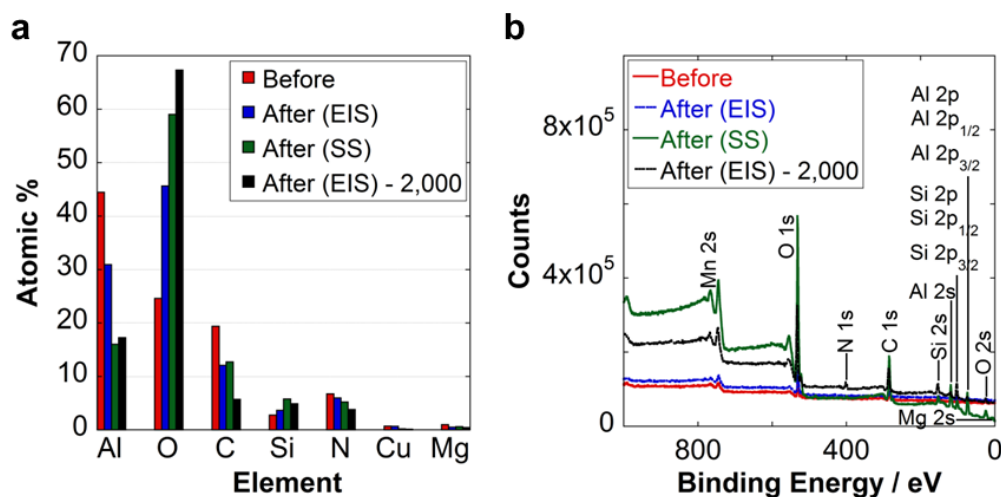 a
70
60
50
40
30
20
10
0
Atomic %
Before
After (EIS)
After (SS)
After (EIS) - 2,000
Al O C Si N Cu Mg
Element
b
8x10⁵
4x10⁵
0
Counts
Before
After (EIS)
After (SS)
After (EIS) - 2,000
Mn 2s
O 1s
N 1s
C 1s
Si 2s
Al 2p
Al 2p₁/₂
Al 2p₃/₂
Si 2p
Si 2p₁/₂
Si 2p₃/₂
Al 2s
O 2s
Mg 2s
800 400 0
Binding Energy / eV